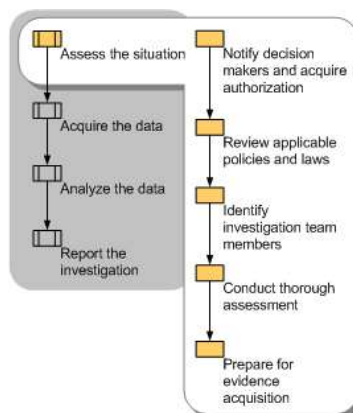 Assess the situation
Acquire the data
Analyze the data
Report the
investigation
Notify decision
makers and acquire
authorization
Review applicable
policies and laws
Identify
investigation team
members
Conduct thorough
assessment
Prepare for
evidence
acquisition